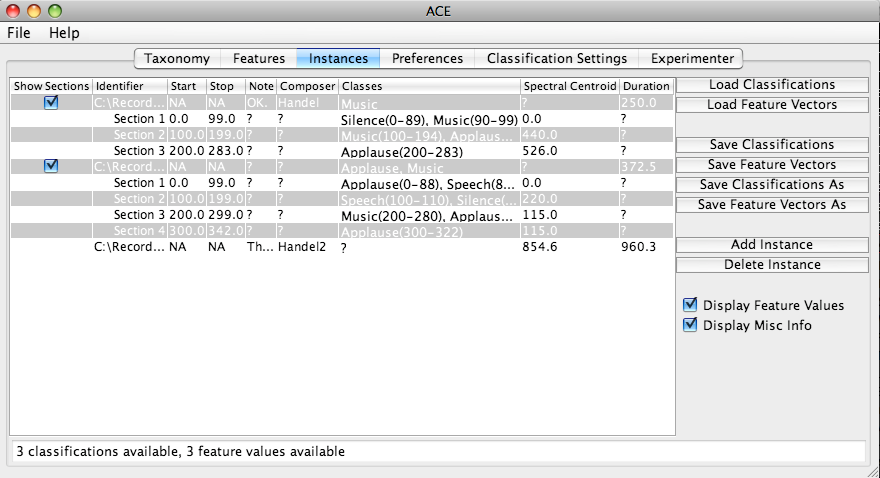 ACE
File Help
Taxonomy Features Instances Preferences Classification Settings Experimenter
Show Sections Identifier Start Stop Note Composer Classes Spectral Centroid Duration
C:\Record... NA NA OK. Handel Music ? 250.0
Section 1 0.0 99.0 ? ? Silence(0-89), Music(90-99) 0.0 ?
Section 2 100.0 199.0 ? ? Music(100-194), Applaus... 440.0 ?
Section 3 200.0 283.0 ? ? Applause(200-283) 526.0 ?
C:\Record... NA NA ? ? Applause, Music ? 372.5
Section 1 0.0 99.0 ? ? Applause(0-88), Speech(8... 0.0 ?
Section 2 100.0 199.0 ? ? Speech(100-110), Silence(... 220.0 ?
Section 3 200.0 299.0 ? ? Music(200-280), Applaus... 115.0 ?
Section 4 300.0 342.0 ? ? Applause(300-322) 115.0 ?
C:\Record... NA NA Th... Handel2 ? 854.6 960.3
Load Classifications
Load Feature Vectors
Save Classifications
Save Feature Vectors
Save Classifications As
Save Feature Vectors As
Add Instance
Delete Instance
Display Feature Values
Display Misc Info
3 classifications available, 3 feature values available